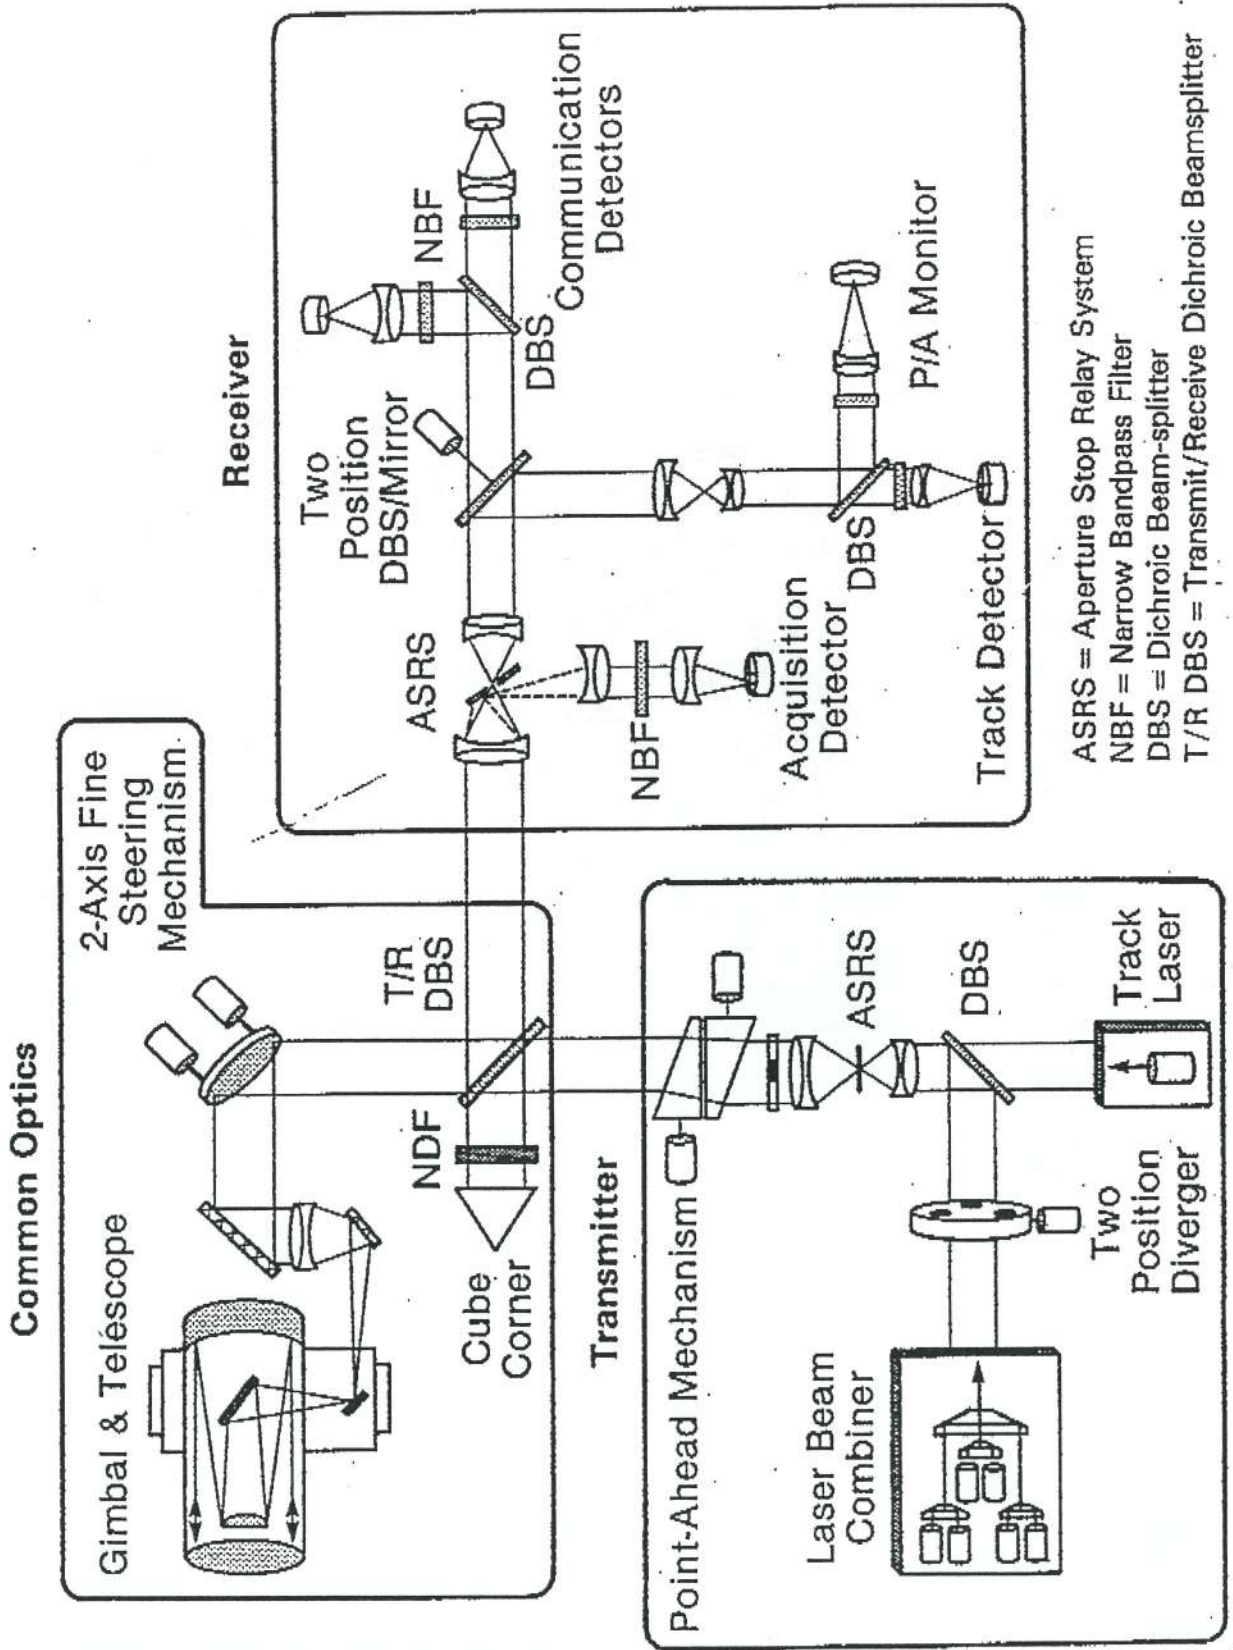 Common Optics
Gimbal & Telescope
2-Axis Fine
Steering
Mechanism
T/R
DBS
NDF
Cube
Corner
Receiver
ASRS
Two
Position
DBS/Mirror
NBF
DBS
Communication
Detectors
NBF
Acquisition
Detector
DBS
P/A Monitor
Track Detector
Transmitter
Point-Ahead Mechanism
ASRS
DBS
Laser Beam
Combiner
Two
Position
Diverger
Track
Laser
ASRS = Aperture Stop Relay System
NBF = Narrow Bandpass Filter
DBS = Dichroic Beam-splitter
T/R DBS = Transmit/Receive Dichroic Beamsplitter